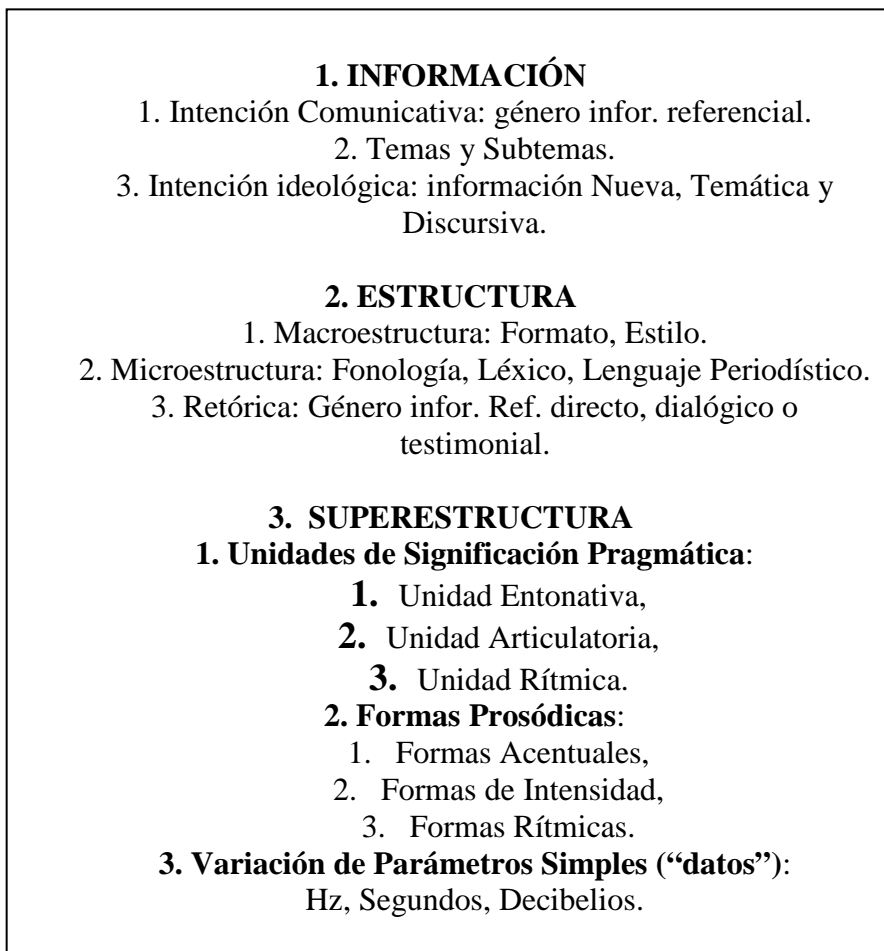 1. INFORMACIÓN
1. Intención Comunicativa: género infor. referencial.
2. Temas y Subtemas.
3. Intención ideológica: información Nueva, Temática y
Discursiva.
2. ESTRUCTURA
1. Macroestructura: Formato, Estilo.
2. Microestructura: Fonología, Léxico, Lenguaje Periodístico.
3. Retórica: Género infor. Ref. directo, dialógico o
testimonial.
3. SUPERESTRUCTURA
1. Unidades de Significación Pragmática:
1. Unidad Entonativa,
2. Unidad Articulatoria,
3. Unidad Rítmica.
2. Formas Prosódicas:
1. Formas Acentuales,
2. Formas de Intensidad,
3. Formas Rítmicas.
3. Variación de Parámetros Simples (“datos”):
Hz, Segundos, Decibelios.